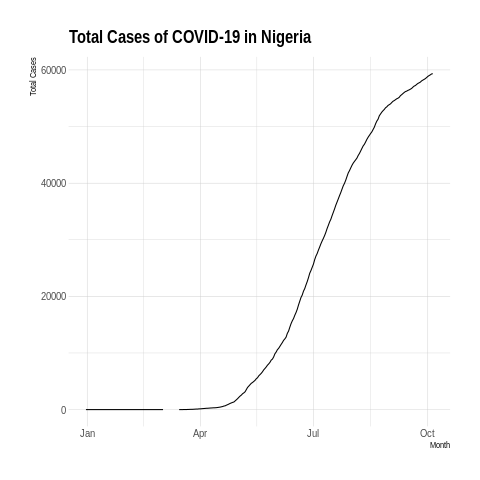 Total Cases of COVID-19 in Nigeria
Total Cases
60000
40000
20000
0
Jan Apr Jul Oct
Month